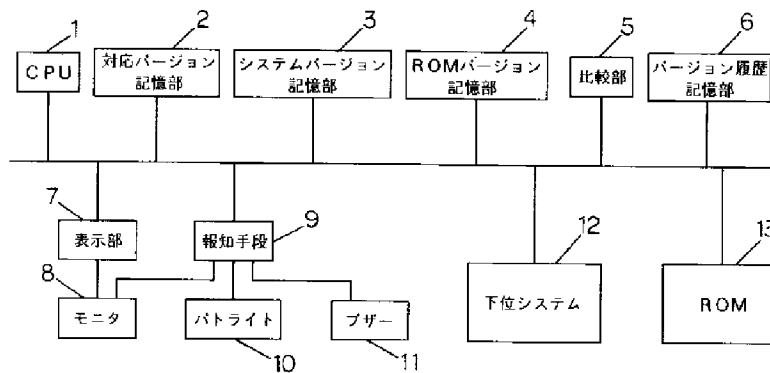 1
2
3
4
5
6
CPU
対応バージョン
記憶部
システムバージョン
記憶部
ROMバージョン
記憶部
比較部
バージョン履歴
記憶部
7
表示部
9
報知手段
12
下位システム
13
ROM
8
モニタ
パトライト
10
ブザー
11